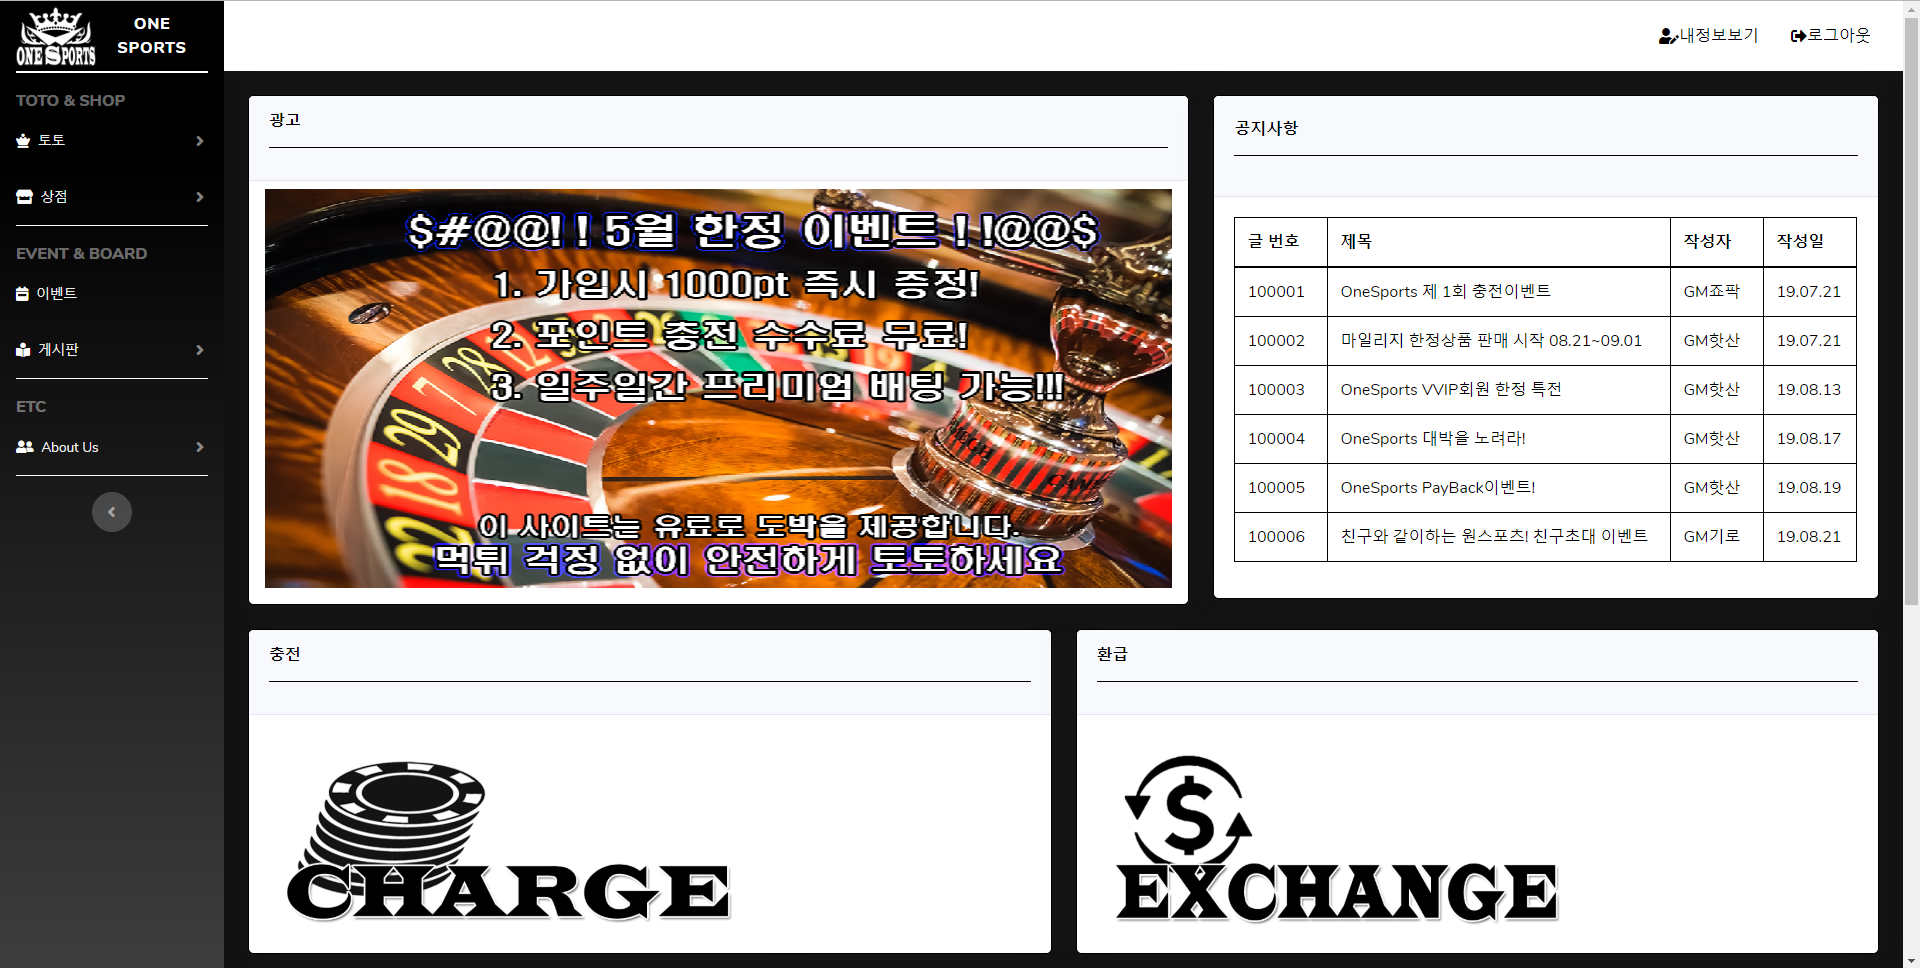 ONE SPORTS
ONE
SPORTS
내정보보기
로그아웃
TOTO & SHOP
토토
상점
EVENT & BOARD
이벤트
게시판
ETC
About Us
광고
$#@@!!5월 한정 이벤트!!@@$
1. 가입시 1000pt 즉시 증정!
2. 포인트 충전 수수료 무료!
3. 일주일간 프리미엄 배팅 가능!!!
이 사이트는 유료로 도박을 제공합니다.
먹튀 걱정 없이 안전하게 토토하세요
7
28
12
29
18
22
공지사항
글 번호 제목 작성자 작성일
100001 OneSports 제 1회 충전이벤트 GM죠팍 19.07.21
100002 마일리지 한정상품 판매 시작 08.21~09.01 GM핫산 19.07.21
100003 OneSports VVIP회원 한정 특전 GM핫산 19.08.13
100004 OneSports 대박을 노려라! GM핫산 19.08.17
100005 OneSports PayBack이벤트! GM핫산 19.08.19
100006 친구와 같이하는 원스포츠! 친구초대 이벤트 GM기로 19.08.21
충전
CHARGE
환급
$
EXCHANGE